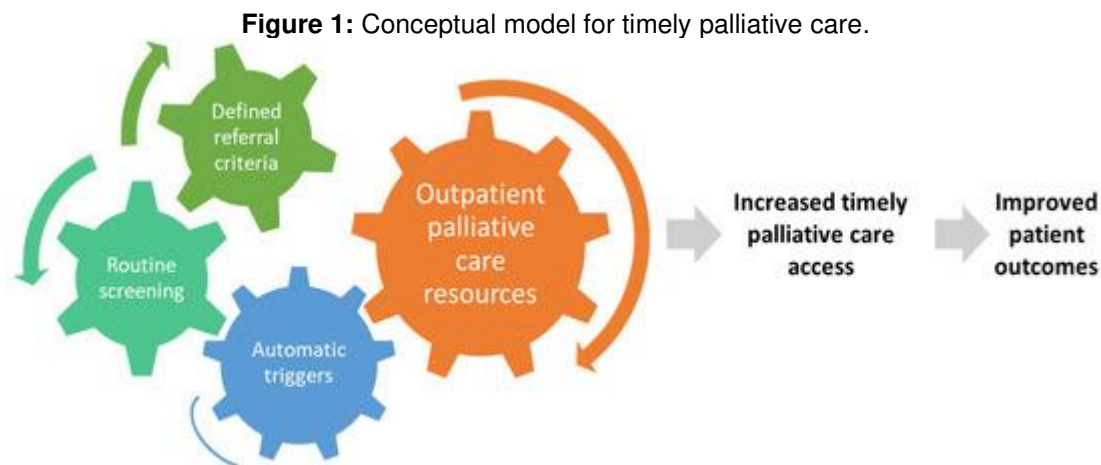 Figure 1: Conceptual model for timely palliative care.
Defined
referral
criteria
Routine
screening
Automatic
triggers
Outpatient
palliative
care
resources
Increased timely
palliative care
access
Improved
patient
outcomes